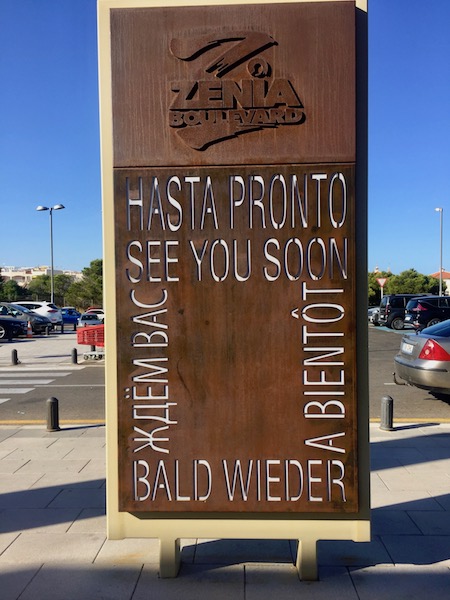 ZENIA
BOULEVARD
HASTA PRONTO
SEE YOU SOON
ЖДЁМ ВАС
A BIENTÔT
BALD WIEDER